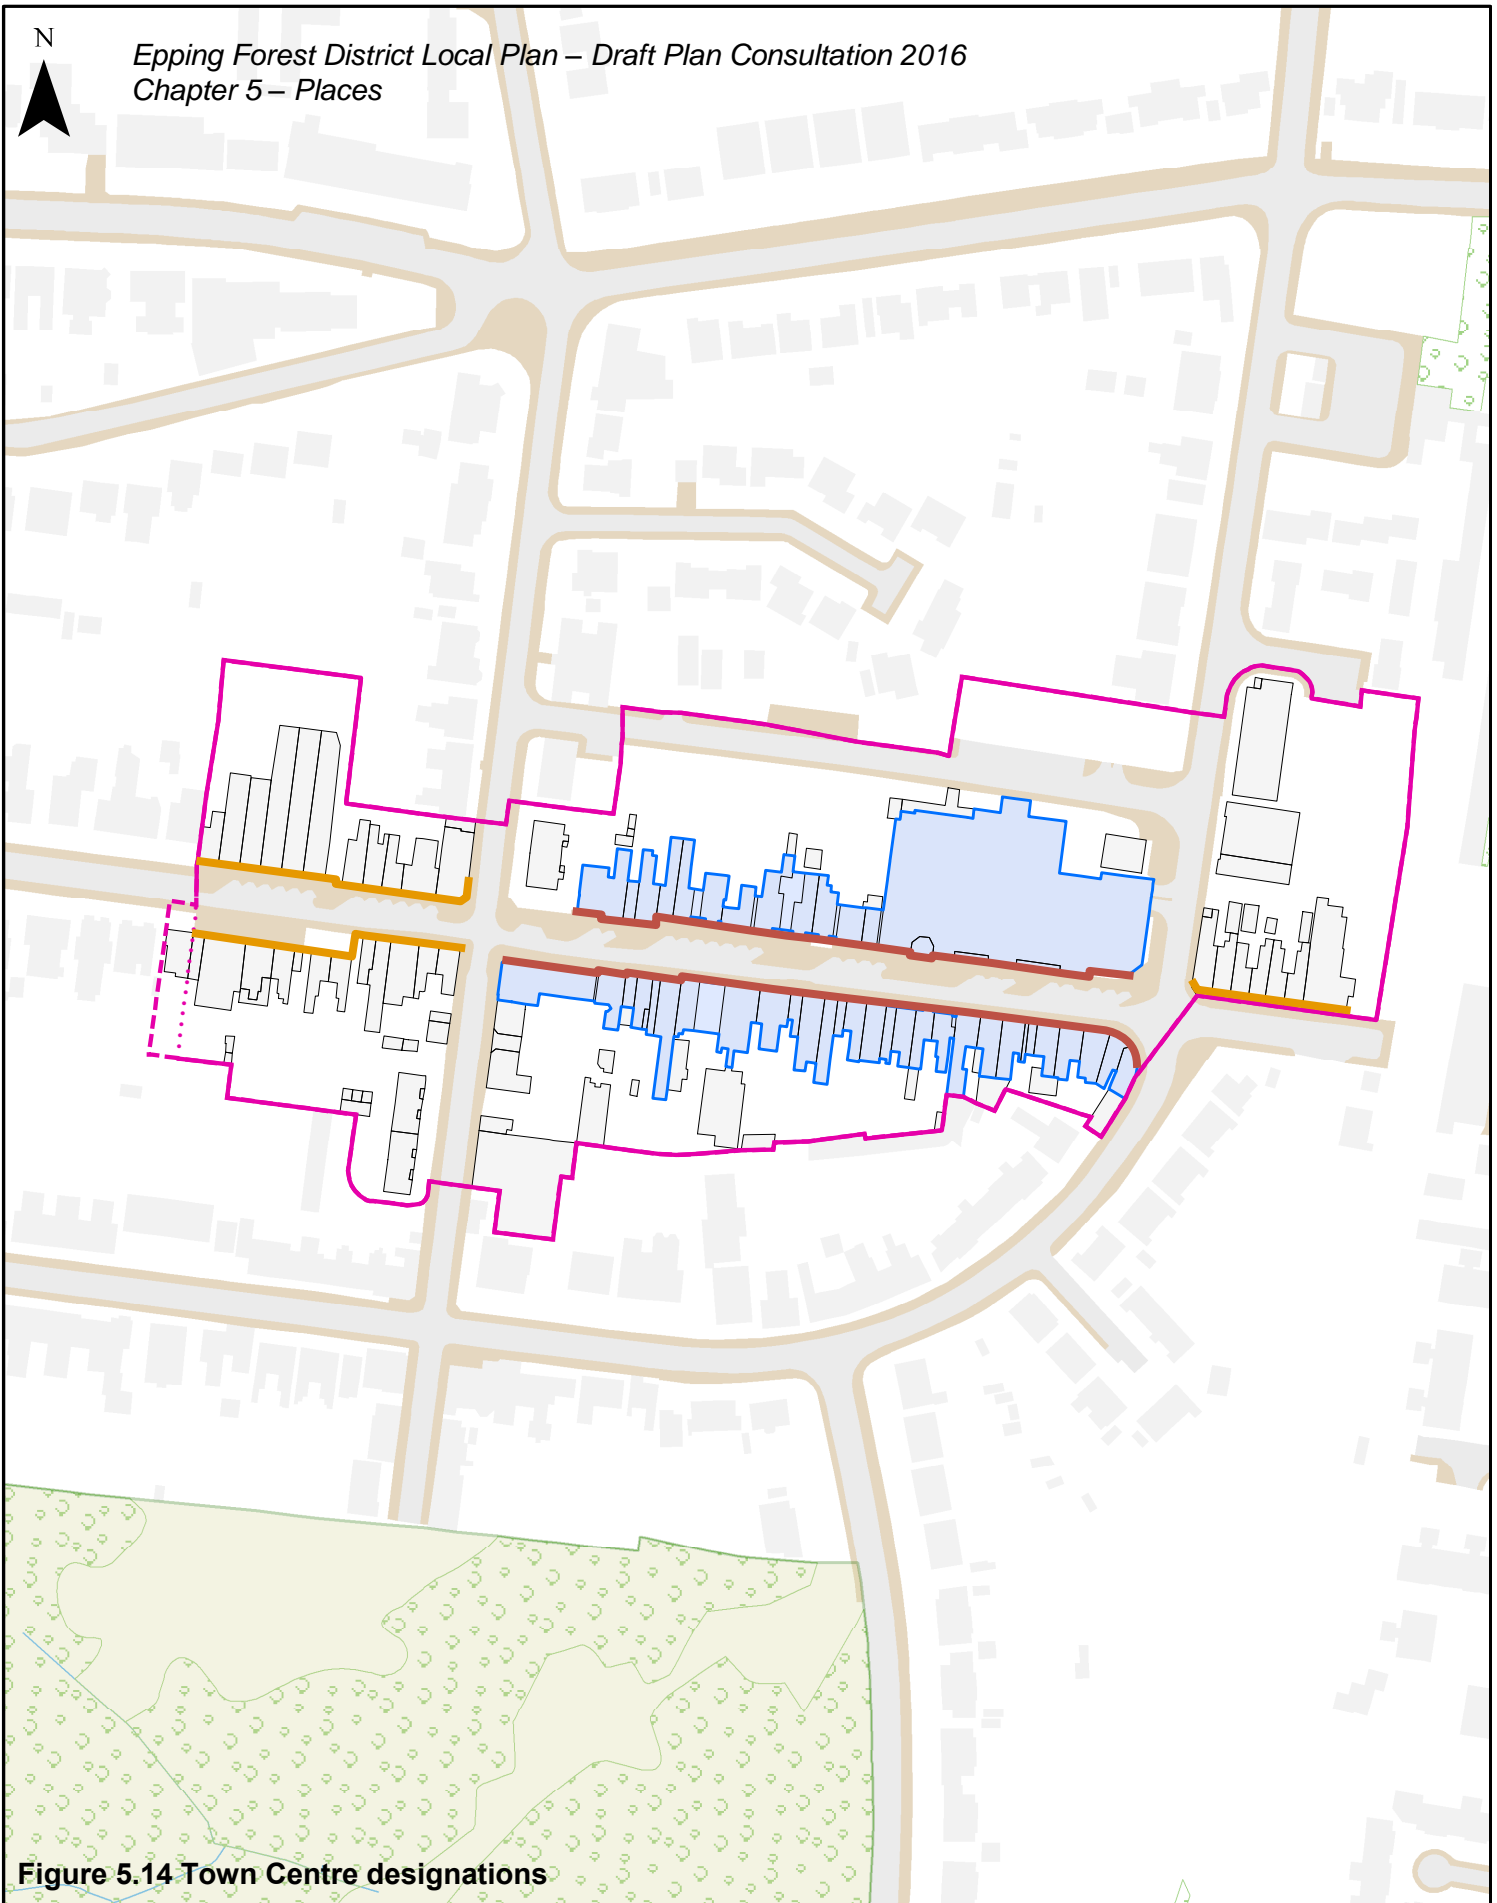 N
Epping Forest District Local Plan – Draft Plan Consultation 2016
Chapter 5 – Places
Figure 5.14 Town Centre designations